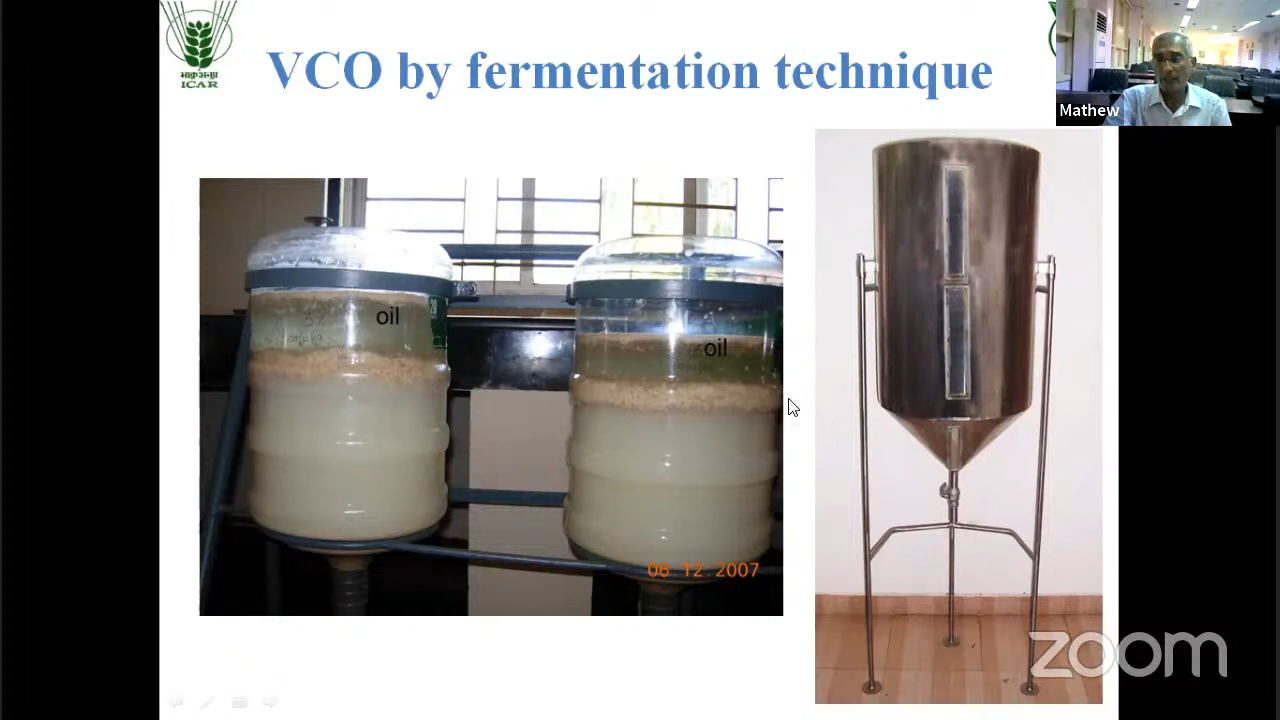 भाकृअनुप
ICAR
VCO by fermentation technique
Mathew
oil
oil
06.12.2007
zoom